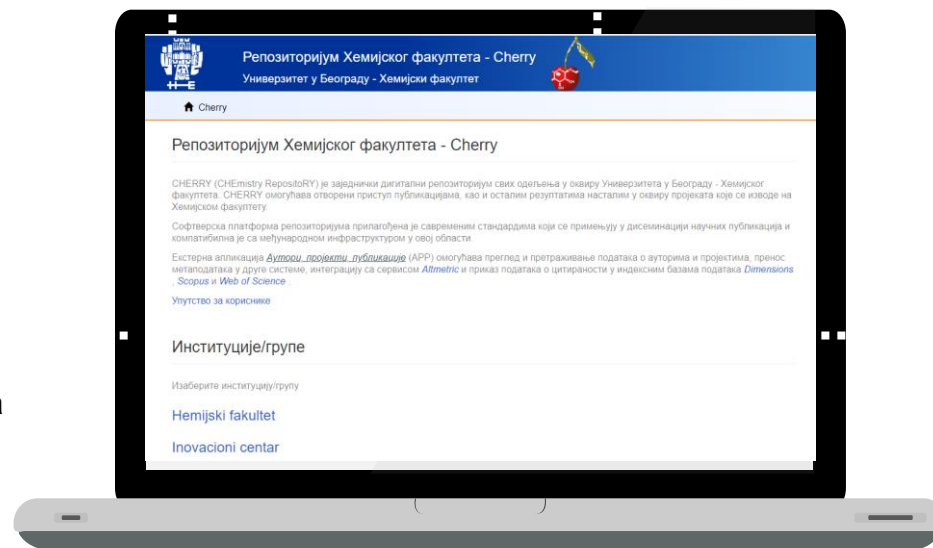 Репозиторијум Хемијског факултета - Cherry
Универзитет у Београду - Хемијски факултет
Cherry
Репозиторијум Хемијског факултета - Cherry
CHERRY (CHEmistry RepositoRY) је заједнички дигитални репозиторијум свих одељења у оквиру Универзитета у Београду - Хемијског
факултета. CHERRY омогућава отворени приступ публикацијама, као и осталим резултатима насталим у оквиру пројеката које се изводе на
Хемијском факултету.
Софтверска платформа репозиторијума прилагођена је савременим стандардима који се примењују у дисеминацији научних публикација и
компатибилна је са међународном инфраструктуром у овој области.
Екстерна апликација Аутори, пројекти, публикације (APP) омогућава преглед и претраживање података о ауторима и пројектима, пренос
метаподатака у друге системе, интеграцију са сервисом Altmetric и приказ података о цитираности у индексним базама података Dimensions
, Scopus и Web of Science
Упутство за кориснике
Институције/групе
Изаберите институцију/групу
Hemijski fakultet
Inovacioni centar